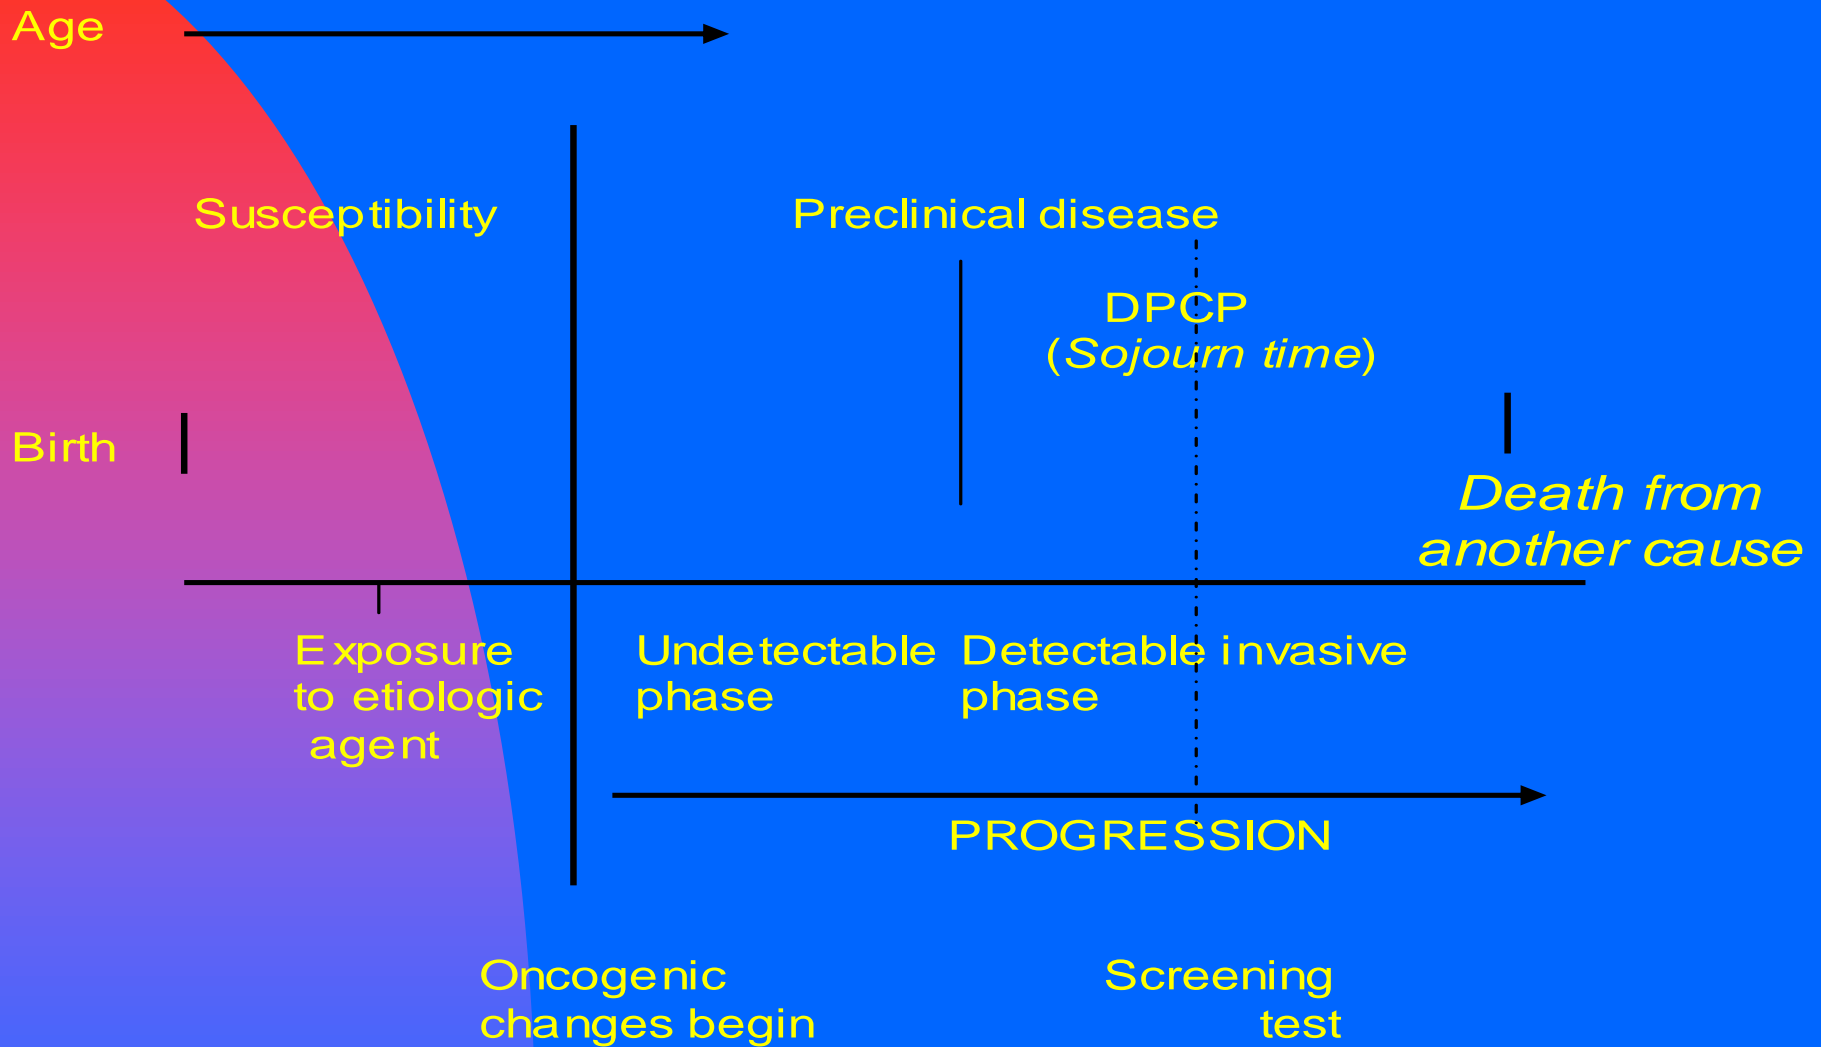 Age
Susceptibility
Preclinical disease
DPCP
(Sojourn time)
Birth
Death from
another cause
Exposure
to etiologic
agent
Undetectable
phase
Detectable invasive
phase
PROGRESSION
Oncogenic
changes begin
Screening
test